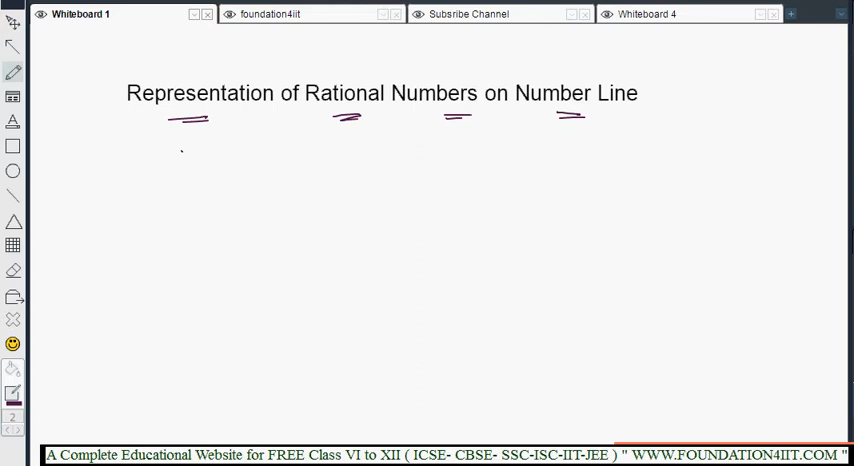 Whiteboard 1 foundation4iit Subsribe Channel Whiteboard 4
Representation of Rational Numbers on Number Line
2
A Complete Educational Website for FREE Class VI to XII ( ICSE- CBSE- SSC-ISC-IIT-JEE ) " WWW.FOUNDATION4IIT.COM "